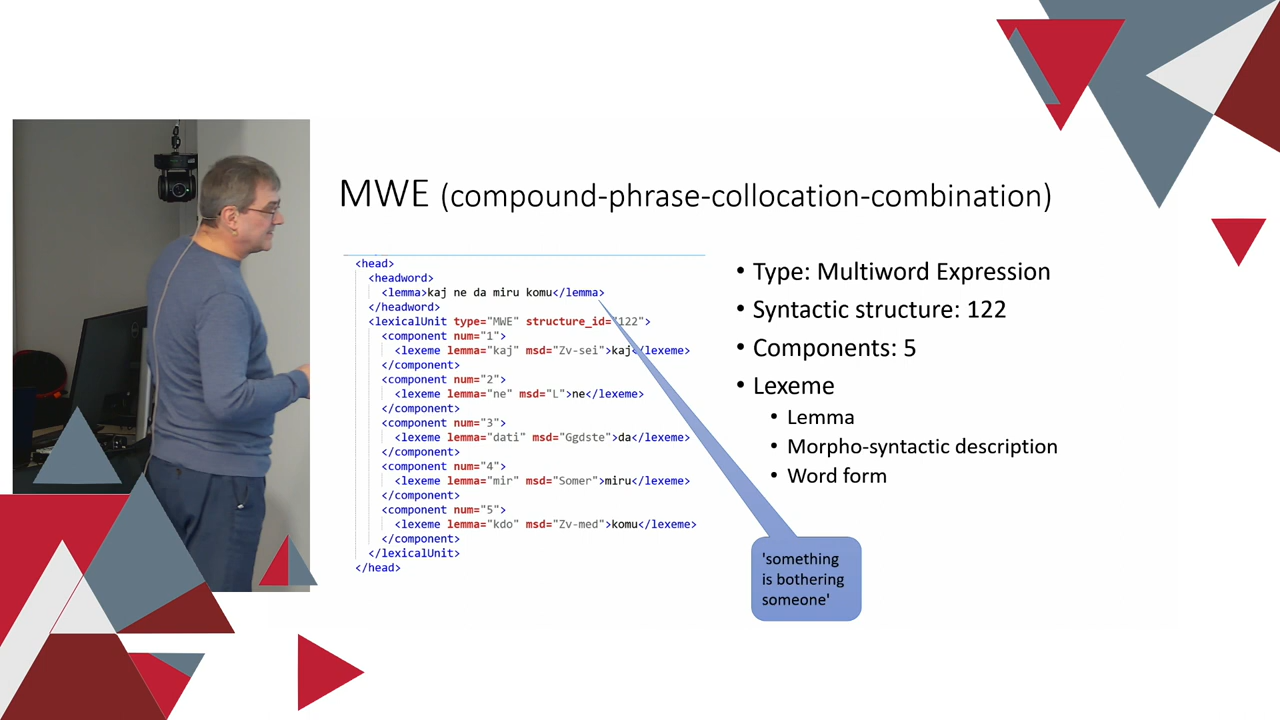 MWE (compound-phrase-collocation-combination)
<head>
<headword>
<lemma>kaj ne da miru komu</lemma>
</headword>
<lexicalUnit type="MWE" structure_id="122">
<component num="1">
<lexeme lemma="kaj" msd="Zv-sei">kaj</lexeme>
</component>
<component num="2">
<lexeme lemma="ne" msd="L">ne</lexeme>
</component>
<component num="3">
<lexeme lemma="dati" msd="Ggdste">da</lexeme>
</component>
<component num="4">
<lexeme lemma="mir" msd="Somer">miru</lexeme>
</component>
<component num="5">
<lexeme lemma="kdo" msd="Zv-med">komu</lexeme>
</component>
</lexicalUnit>
</head>
• Type: Multiword Expression
• Syntactic structure: 122
• Components: 5
• Lexeme
• Lemma
• Morpho-syntactic description
• Word form
'something
is bothering
someone'